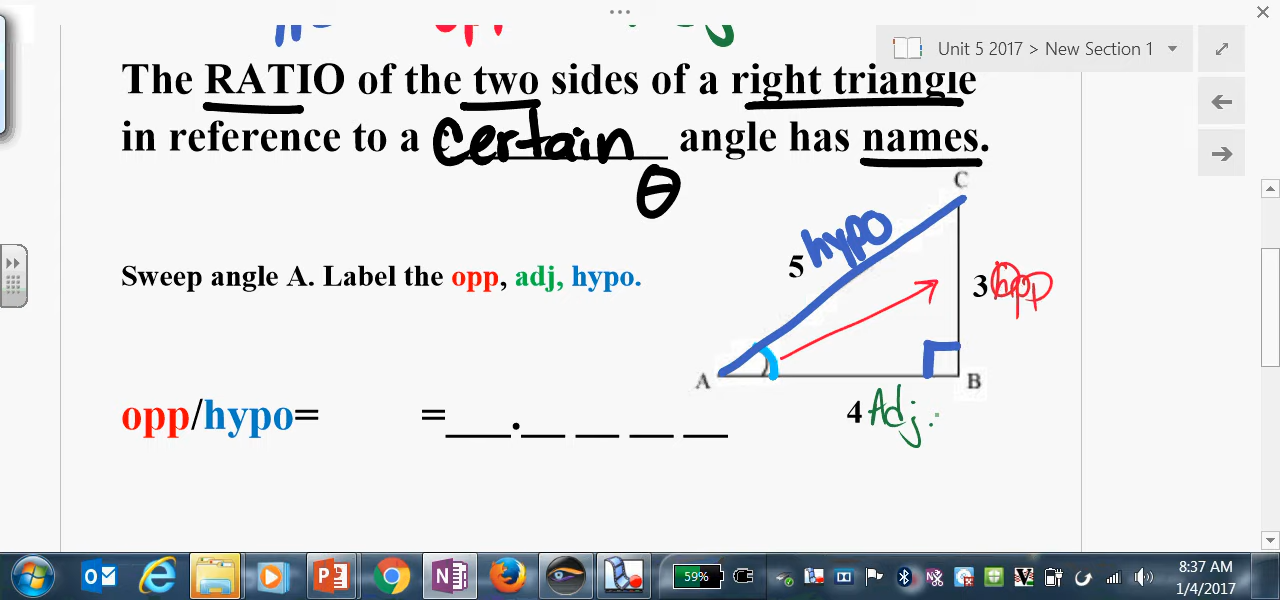 Unit 5 2017 > New Section 1
The RATIO of the two sides of a right triangle
in reference to a certain angle has names.
θ
C
5 hypo
Sweep angle A. Label the opp, adj, hypo.
3 opp
A
B
4 Adj.
opp/hypo= =___.__ __ __ __
59%
8:37 AM
1/4/2017